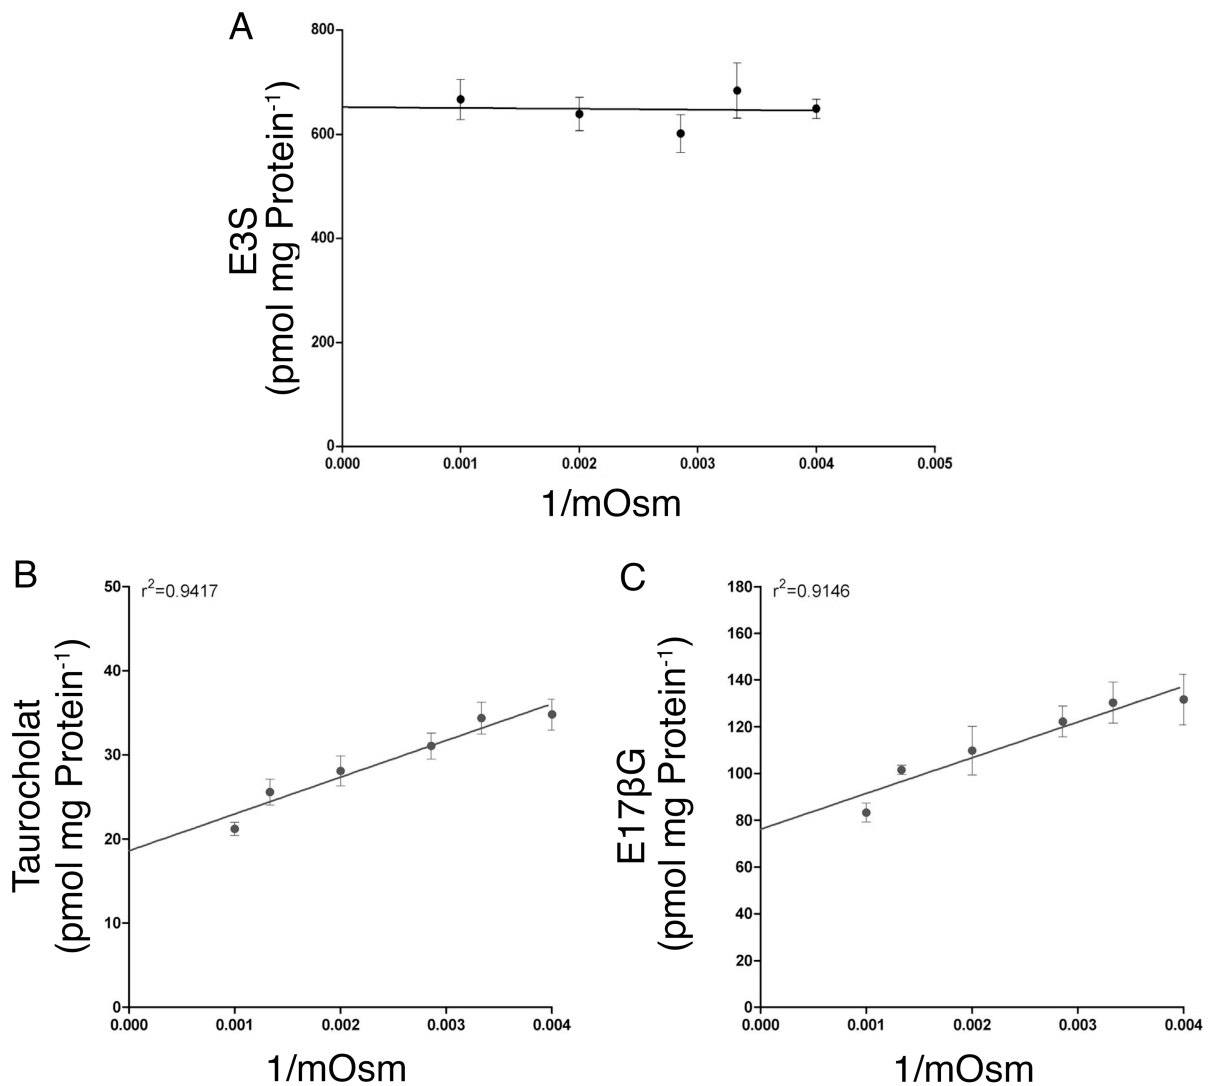 A
800
600
400
200
0
E3S
(pmol mg Protein⁻¹)
0.000 0.001 0.002 0.003 0.004 0.005
1/mOsm
B
r²=0.9417
50
40
30
20
10
0
Taurocholat
(pmol mg Protein⁻¹)
0.000 0.001 0.002 0.003 0.004
1/mOsm
C
r²=0.9146
180
160
140
120
100
80
60
40
20
0
E17βG
(pmol mg Protein⁻¹)
0.000 0.001 0.002 0.003 0.004
1/mOsm